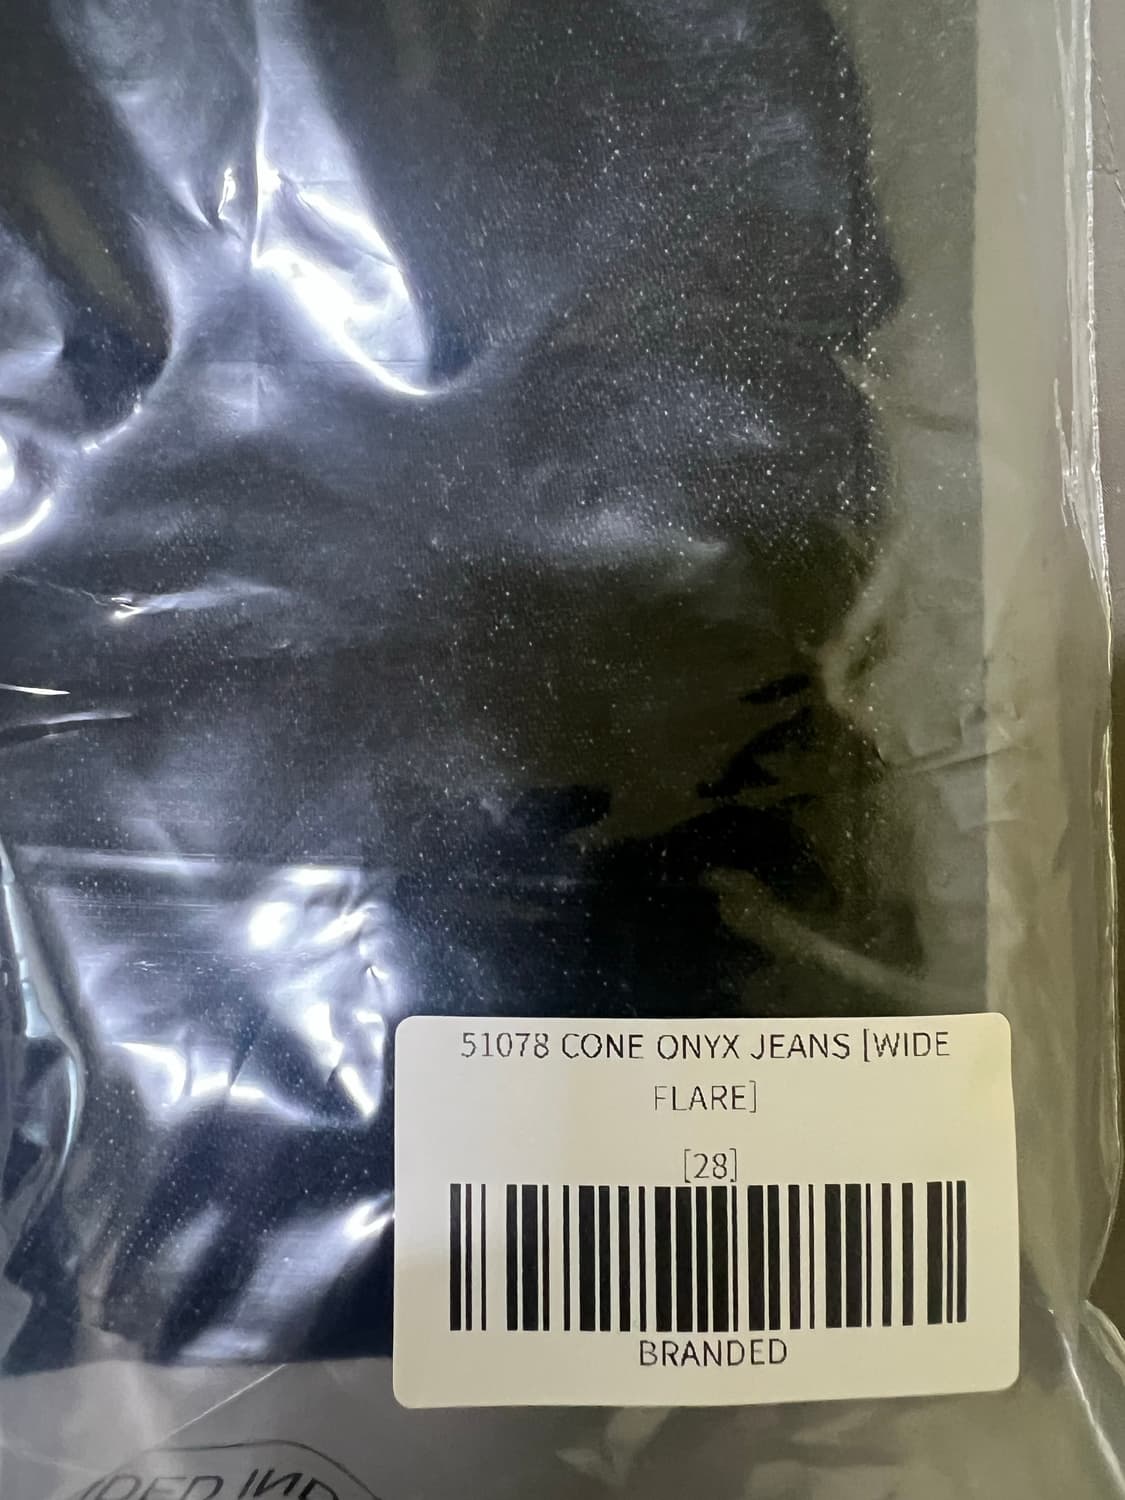 51078 CONE ONYX JEANS [WIDE
FLARE]
[28]
BRANDED